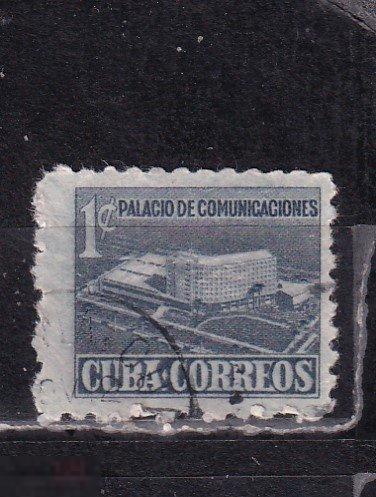 1¢ PALACIO DE COMUNICACIONES
CUBA CORREOS